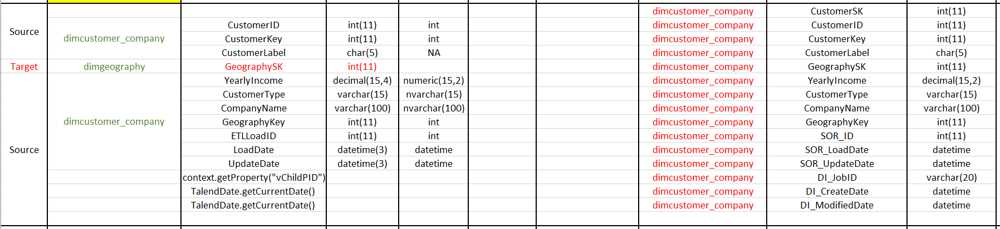 dimcustomer_company CustomerSK int(11)
Source dimcustomer_company CustomerID int(11) int dimcustomer_company CustomerID int(11)
CustomerKey int(11) int dimcustomer_company CustomerKey int(11)
CustomerLabel char(5) NA dimcustomer_company CustomerLabel char(5)
Target dimgeography GeographySK int(11) dimcustomer_company GeographySK int(11)
Source dimcustomer_company YearlyIncome decimal(15,4) numeric(15,2) dimcustomer_company YearlyIncome decimal(15,2)
CustomerType varchar(15) nvarchar(15) dimcustomer_company CustomerType varchar(15)
CompanyName varchar(100) nvarchar(100) dimcustomer_company CompanyName varchar(100)
GeographyKey int(11) int dimcustomer_company GeographyKey int(11)
ETLLoadID int(11) int dimcustomer_company SOR_ID int(11)
LoadDate datetime(3) datetime dimcustomer_company SOR_LoadDate datetime
UpdateDate datetime(3) datetime dimcustomer_company SOR_UpdateDate datetime
context.getProperty("vChildPID") dimcustomer_company DI_JobID varchar(20)
TalendDate.getCurrentDate() dimcustomer_company DI_CreateDate datetime
TalendDate.getCurrentDate() dimcustomer_company DI_ModifiedDate datetime